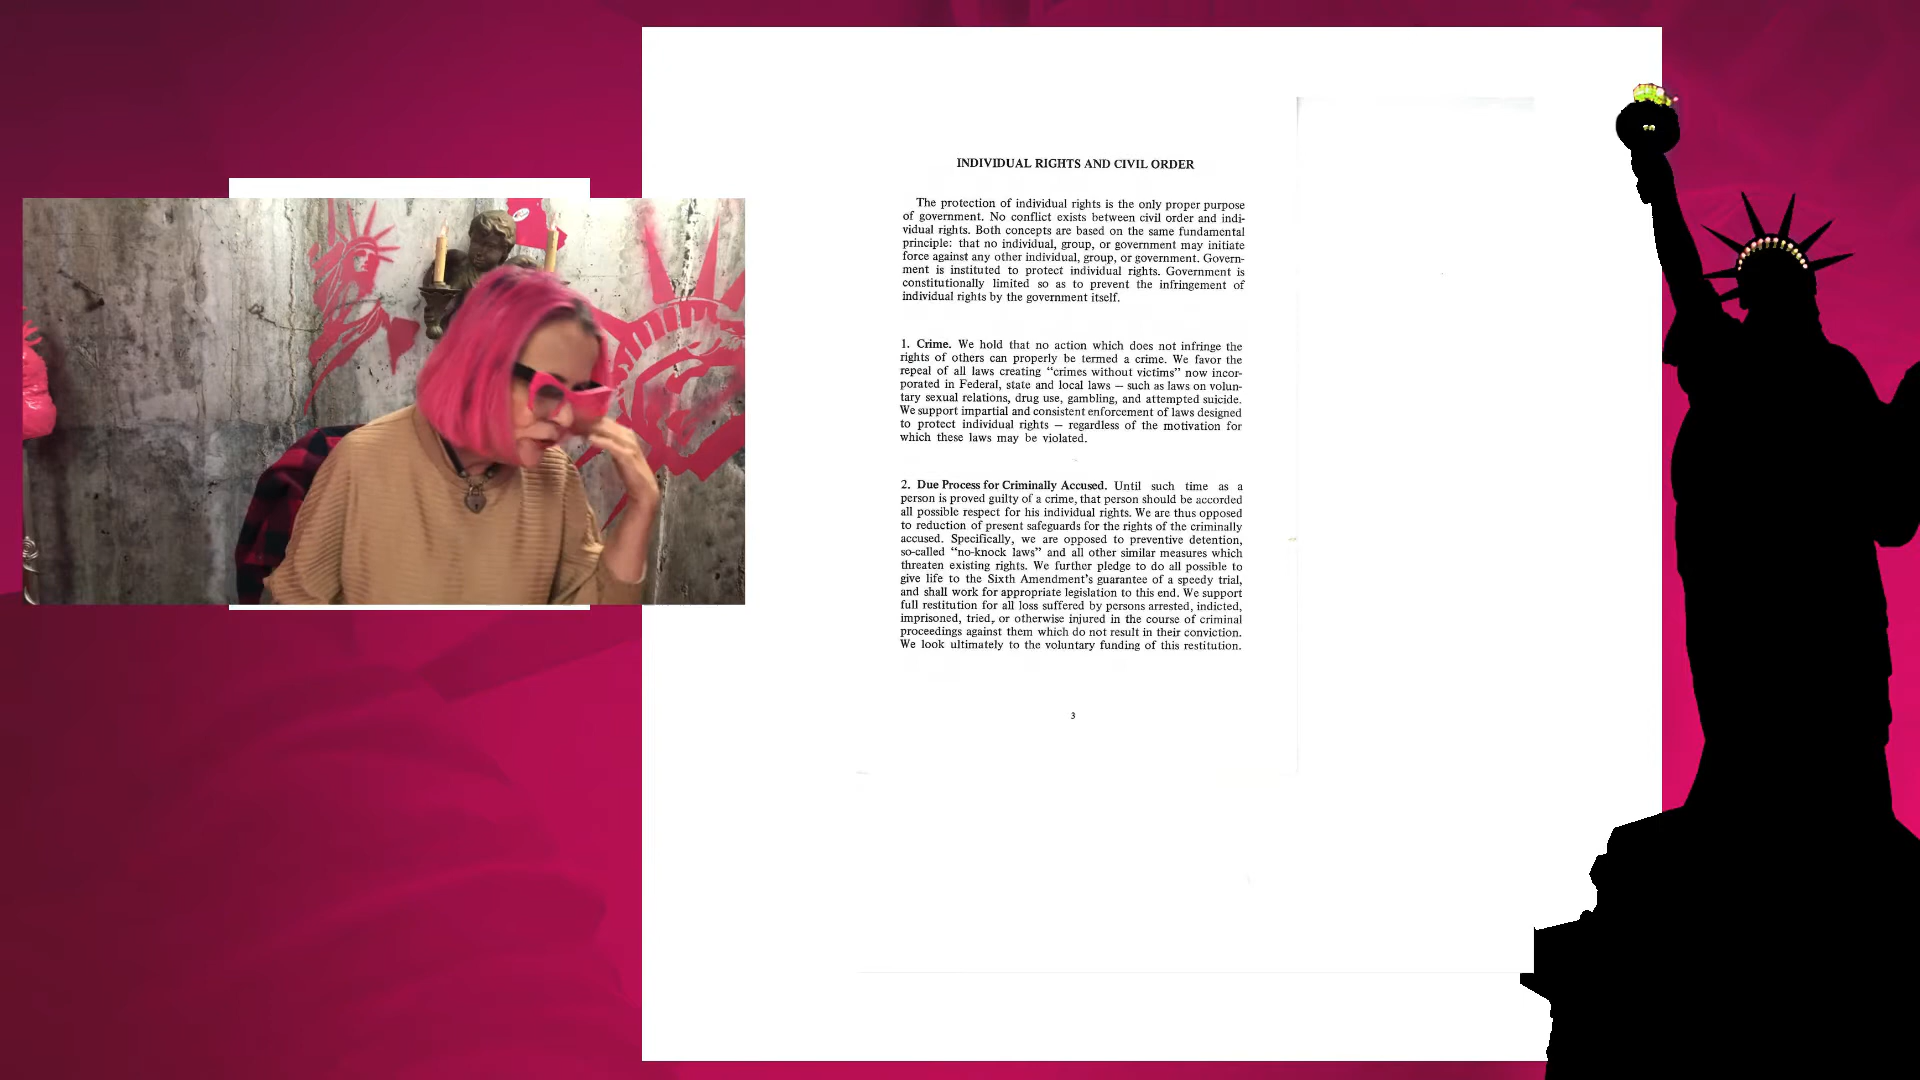 INDIVIDUAL RIGHTS AND CIVIL ORDER
The protection of individual rights is the only proper purpose
of government. No conflict exists between civil order and indi-
vidual rights. Both concepts are based on the same fundamental
principle: that no individual, group, or government may initiate
force against any other individual, group, or government. Govern-
ment is instituted to protect individual rights. Government is
constitutionally limited so as to prevent the infringement of
individual rights by the government itself.
1. Crime. We hold that no action which does not infringe the
rights of others can properly be termed a crime. We favor the
repeal of all laws creating “crimes without victims” now incor-
porated in Federal, state and local laws — such as laws on volun-
tary sexual relations, drug use, gambling, and attempted suicide.
We support impartial and consistent enforcement of laws designed
to protect individual rights — regardless of the motivation for
which these laws may be violated.
2. Due Process for Criminally Accused. Until such time as a
person is proved guilty of a crime, that person should be accorded
all possible respect for his individual rights. We are thus opposed
to reduction of present safeguards for the rights of the criminally
accused. Specifically, we are opposed to preventive detention,
so-called “no-knock laws” and all other similar measures which
threaten existing rights. We further pledge to do all possible to
give life to the Sixth Amendment’s guarantee of a speedy trial,
and shall work for appropriate legislation to this end. We support
full restitution for all loss suffered by persons arrested, indicted,
imprisoned, tried, or otherwise injured in the course of criminal
proceedings against them which do not result in their conviction.
We look ultimately to the voluntary funding of this restitution.
3